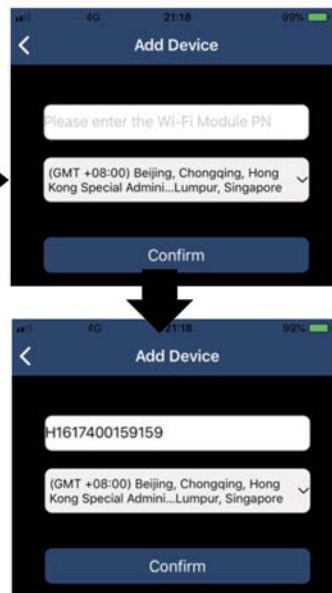 4G 21:18 99%
Add Device
Please enter the Wi-Fi Module PN
(GMT +08:00) Beijing, Chongqing, Hong
Kong Special Admini...Lumpur, Singapore
Confirm
4G 21:18 99%
Add Device
H1617400159159
(GMT +08:00) Beijing, Chongqing, Hong
Kong Special Admini...Lumpur, Singapore
Confirm